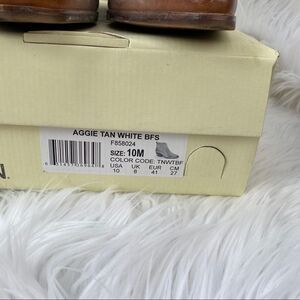 AGGIE TAN WHITE BFS
F858024
SIZE: 10M
COLOR CODE: TNWTBF
USA UK EUR CM
10 8 41 27
N.